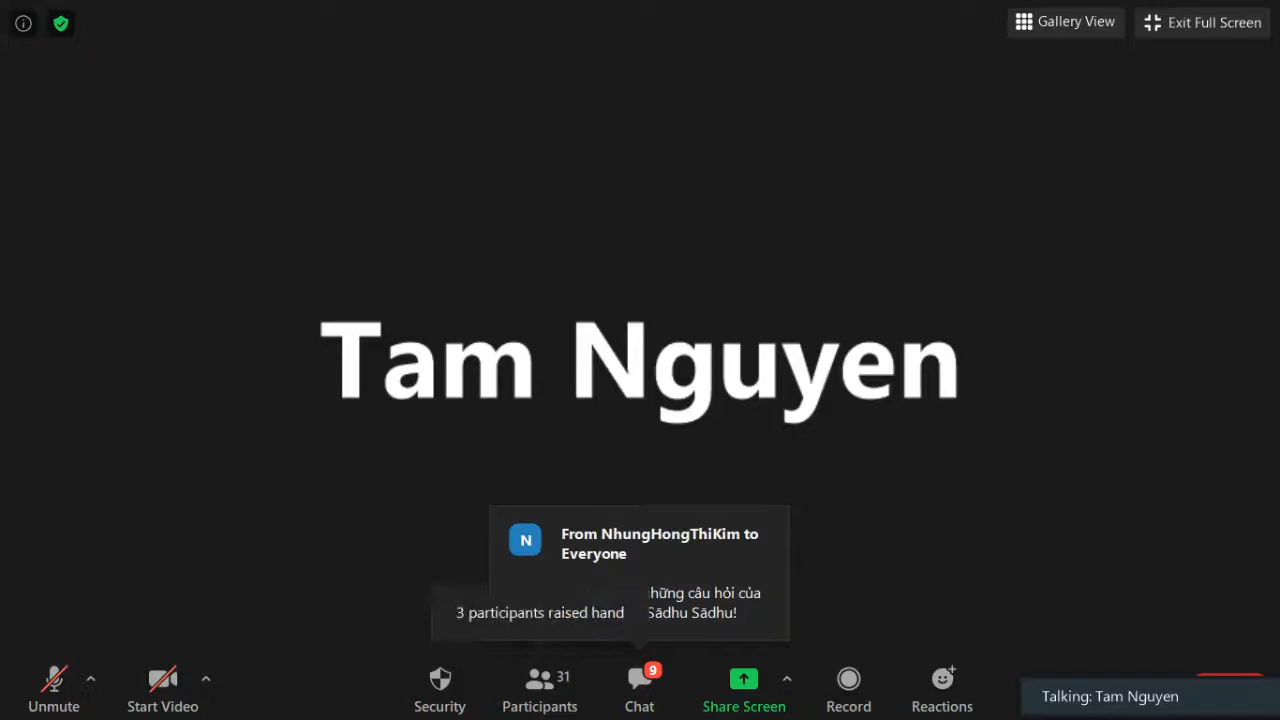 Gallery View
Exit Full Screen
Tam Nguyen
N
From NhungHongThiKim to
Everyone
câu hỏi của
Sādhu Sādhu!
3 participants raised hand
31
9
Unmute
Start Video
Security
Participants
Chat
Share Screen
Record
Reactions
Talking: Tam Nguyen